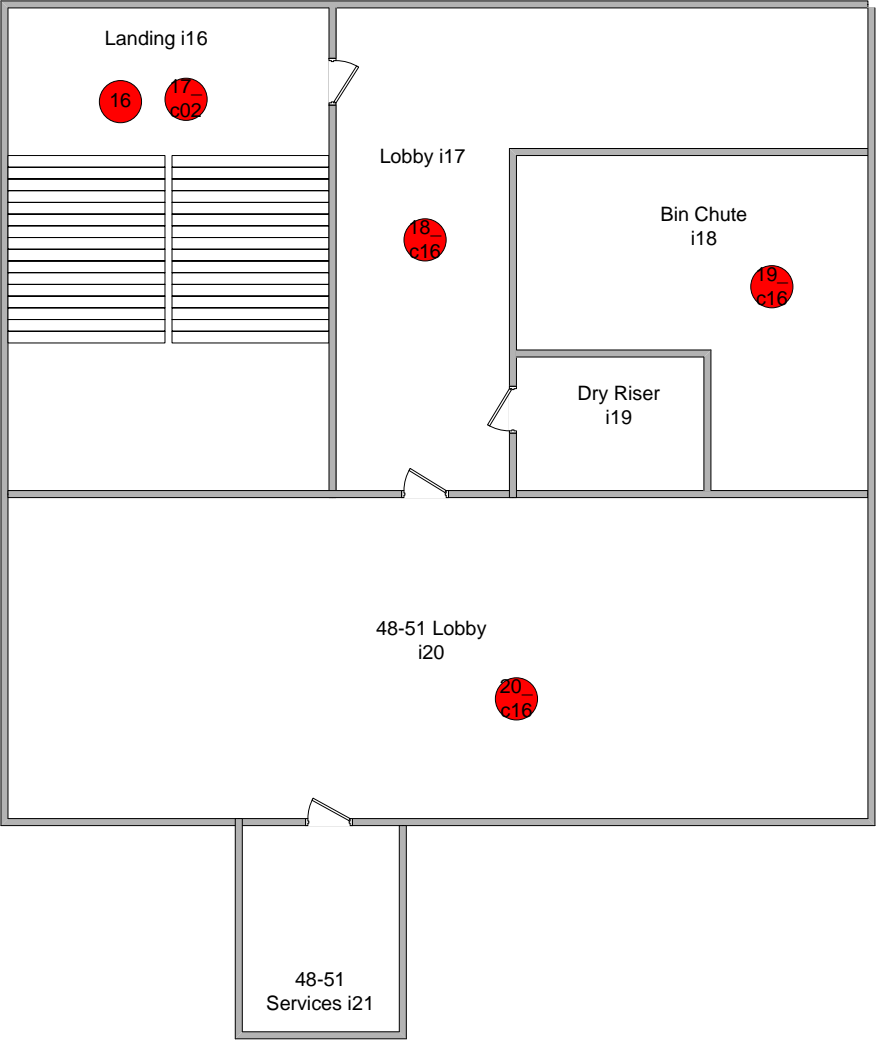 Landing i16
16
17_
c02
Lobby i17
18_
c16
Bin Chute
i18
19_
c16
Dry Riser
i19
48-51 Lobby
i20
20_
c16
48-51
Services i21